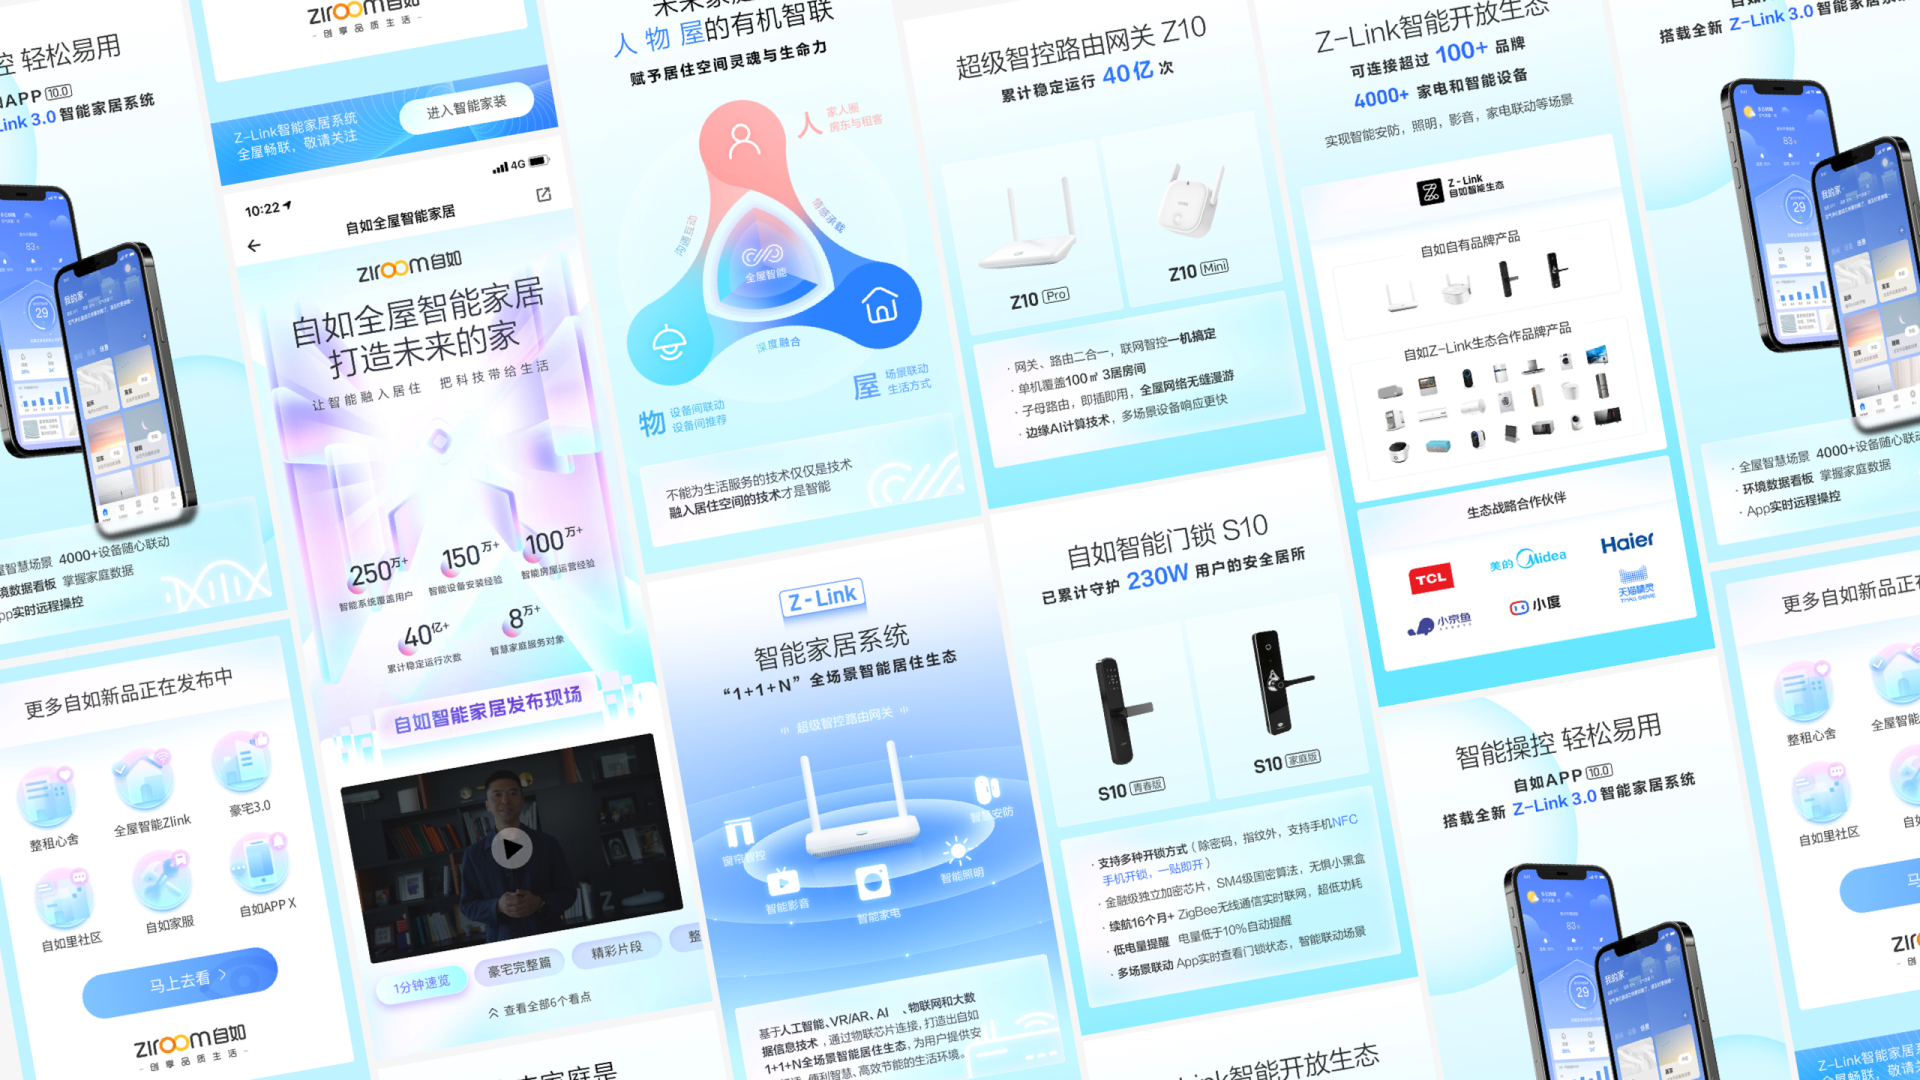 控 轻松易用
APP 10.0
Link 3.0 智能家居系统
智慧场景 4000+设备随心联动
环境数据看板 掌握家庭数据
App实时远程操控
更多自如新品正在发布中
整租心舍
全屋智能Zlink
豪宅3.0
自如里社区
自如家服
自如APP X
马上去看 >
ZIROOM自如
- 创享品质生活 -
ZIROOM自如
- 创享品质生活 -
Z-Link智能家居系统
全屋畅联，敬请关注
进入智能家装
10:22
4G
自如全屋智能家居
ZIROOM自如
自如全屋智能家居
打造未来的家
让智能融入居住 把科技带给生活
250万+
智能系统覆盖用户
150万+
智能设备安装经验
100万+
智能房屋运营经验
40亿+
累计稳定运行次数
8万+
智慧家庭服务对象
自如智能家居发布现场
1分钟速览
豪宅完整篇
精彩片段
整
查看全部6个看点
家庭是
人 物 屋的有机智联
赋予居住空间灵魂与生命力
人
家人圈
房东与租客
沟通互动
情感承载
全屋智能
深度融合
物
设备间联动
设备间推荐
屋
场景联动
生活方式
不能为生活服务的技术仅仅是技术
融入居住空间的技术才是智能
Z-Link
智能家居系统
“1+1+N” 全场景智能居住生态
超级智控路由网关
窗帘智控
智能影音
智能家电
智能照明
智慧安防
基于人工智能、VR/AR、AI 、物联网和大数
据信息技术，通过物联芯片连接，打造出自如
1+1+N全场景智能居住生态，为用户提供安
便利智慧、高效节能的生活环境。
超级智控路由网关 Z10
累计稳定运行 40亿 次
Z10 Pro
Z10 Mini
· 网关、路由二合一，联网智控一机搞定
· 单机覆盖100㎡ 3居房间
· 子母路由，即插即用，全屋网络无缝漫游
· 边缘AI计算技术，多场景设备响应更快
自如智能门锁 S10
已累计守护 230W 用户的安全居所
S10 青春版
S10 家庭版
· 支持多种开锁方式（除密码，指纹外，支持手机NFC
手机开锁，一贴即开）
· 金融级独立加密芯片，SM4级国密算法，无惧小黑盒
· 续航16个月+ ZigBee无线通信实时联网，超低功耗
· 低电量提醒 电量低于10%自动提醒
· 多场景联动 App实时查看门锁状态，智能联动场景
Link智能开放生态
Z-Link智能开放生态
可连接超过 100+ 品牌
4000+ 家电和智能设备
实现智能安防，照明，影音，家电联动等场景
Z-Link
自如智能生态
自如自有品牌产品
自如Z-Link生态合作品牌产品
生态战略合作伙伴
TCL
美的 Midea
Haier
小京鱼
小度
天猫精灵
TMALL GENIE
智能操控 轻松易用
自如APP 10.0
搭载全新 Z-Link 3.0 智能家居系统
我的家
29
搭载全新 Z-Link 3.0 智能家居系统
83
29
我的家
· 全屋智慧场景 4000+设备随心联动
· 环境数据看板 掌握家庭数据
· App实时远程操控
更多自如新品正在
整租心舍
全屋智能
自如里社区
Z-Link智能家居系
全屋畅联，敬请